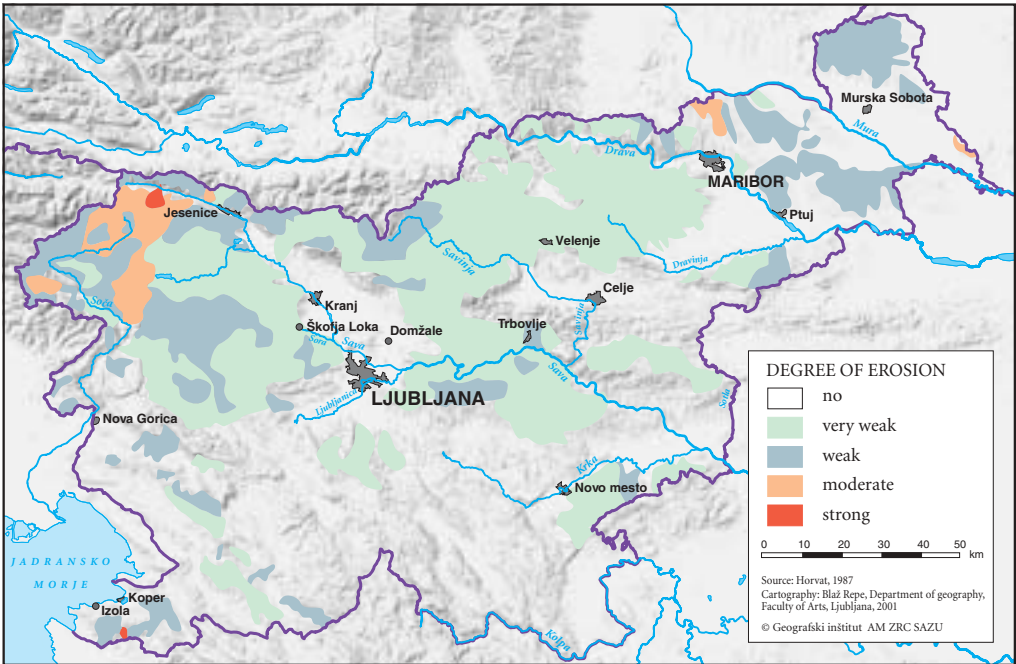 Murska Sobota
Mura
Drava
MARIBOR
Ptuj
Jesenice
Velenje
Savinja
Dravinja
Soča
Celje
Kranj
Savinja
Škofja Loka
Domžale
Trbovlje
Sora
Sava
Sava
LJUBLJANA
Ljubljanica
Sotla
Nova Gorica
Krka
Novo mesto
JADRANSKO
MORJE
Koper
Izola
Kolpa
DEGREE OF EROSION
no
very weak
weak
moderate
strong
0 10 20 30 40 50 km
Source: Horvat, 1987
Cartography: Blaž Repe, Department of geography,
Faculty of Arts, Ljubljana, 2001
© Geografski inštitut AM ZRC SAZU